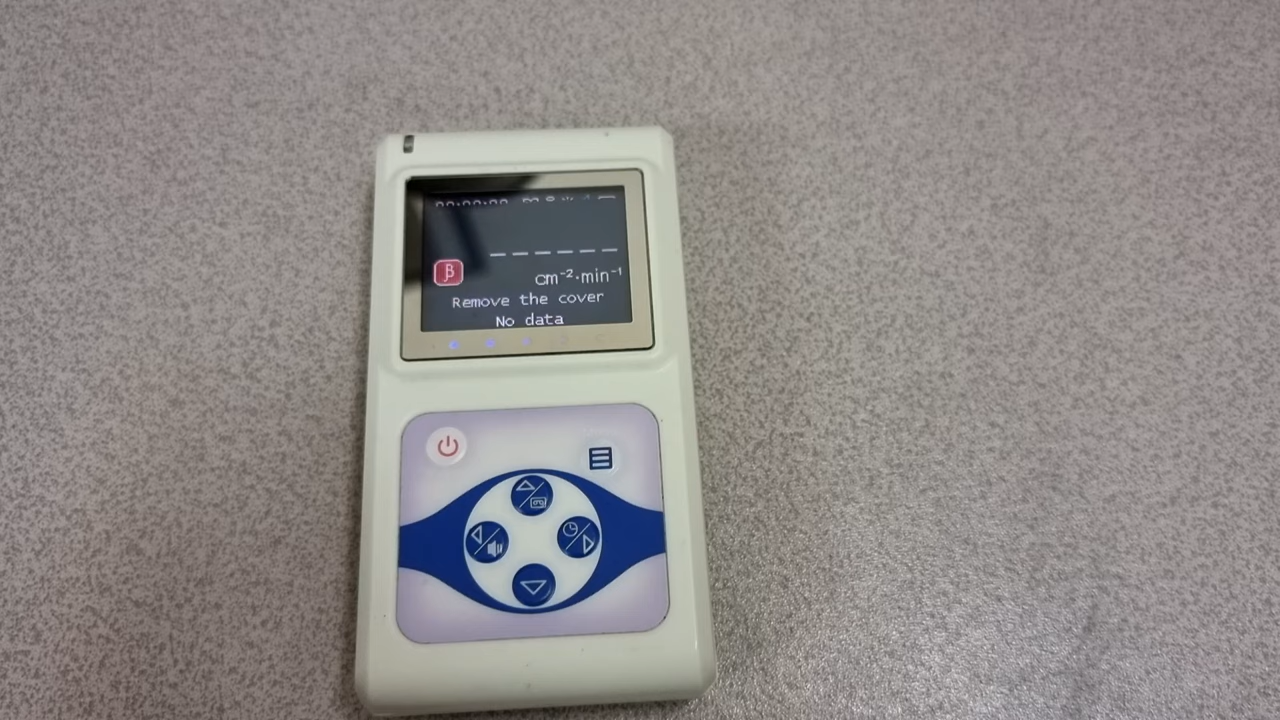 β
cm⁻²·min⁻¹
Remove the cover
No data